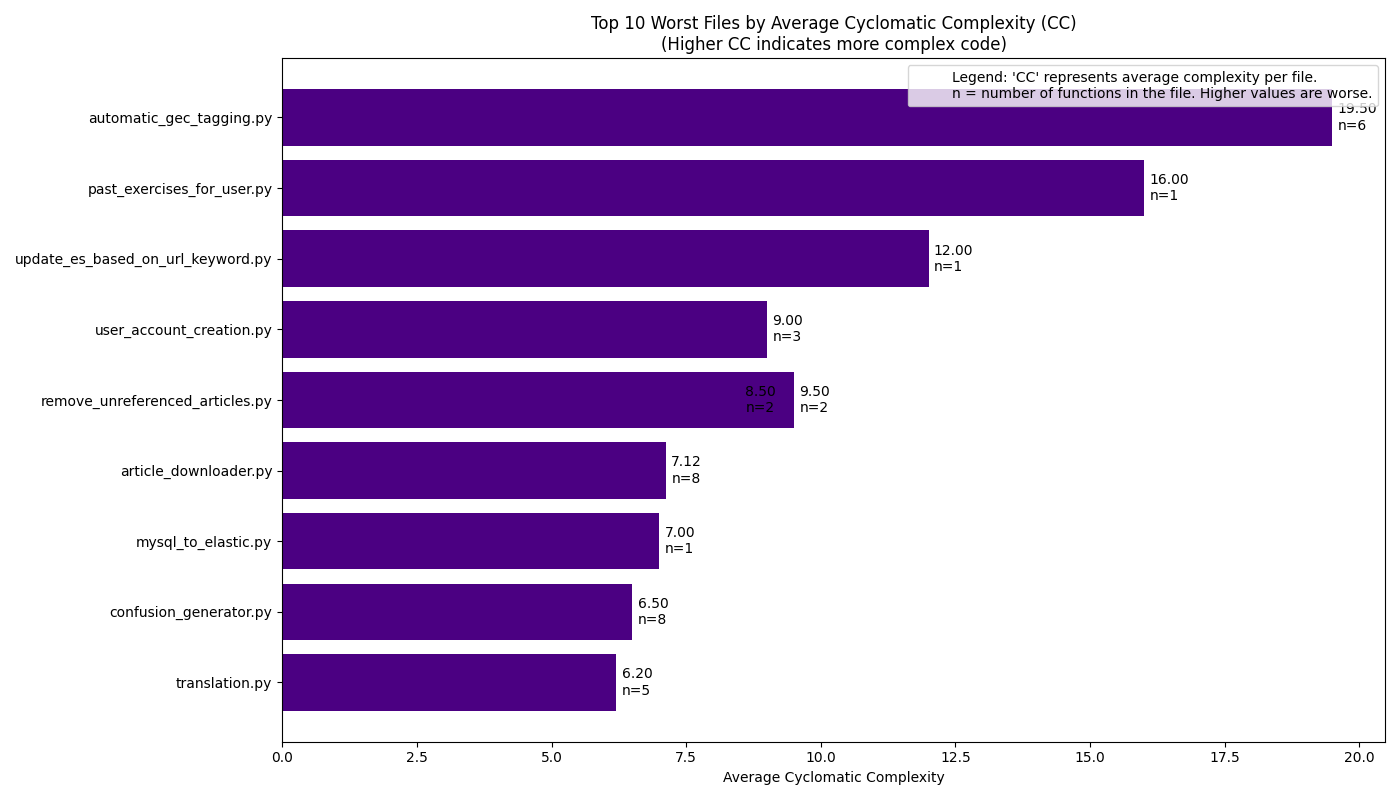 Top 10 Worst Files by Average Cyclomatic Complexity (CC)
(Higher CC indicates more complex code)
Legend: 'CC' represents average complexity per file.
n = number of functions in the file. Higher values are worse.
automatic_gec_tagging.py
19.50
n=6
past_exercises_for_user.py
16.00
n=1
update_es_based_on_url_keyword.py
12.00
n=1
user_account_creation.py
9.00
n=3
remove_unreferenced_articles.py
8.50
n=2
9.50
n=2
article_downloader.py
7.12
n=8
mysql_to_elastic.py
7.00
n=1
confusion_generator.py
6.50
n=8
translation.py
6.20
n=5
0.0
2.5
5.0
7.5
10.0
12.5
15.0
17.5
20.0
Average Cyclomatic Complexity